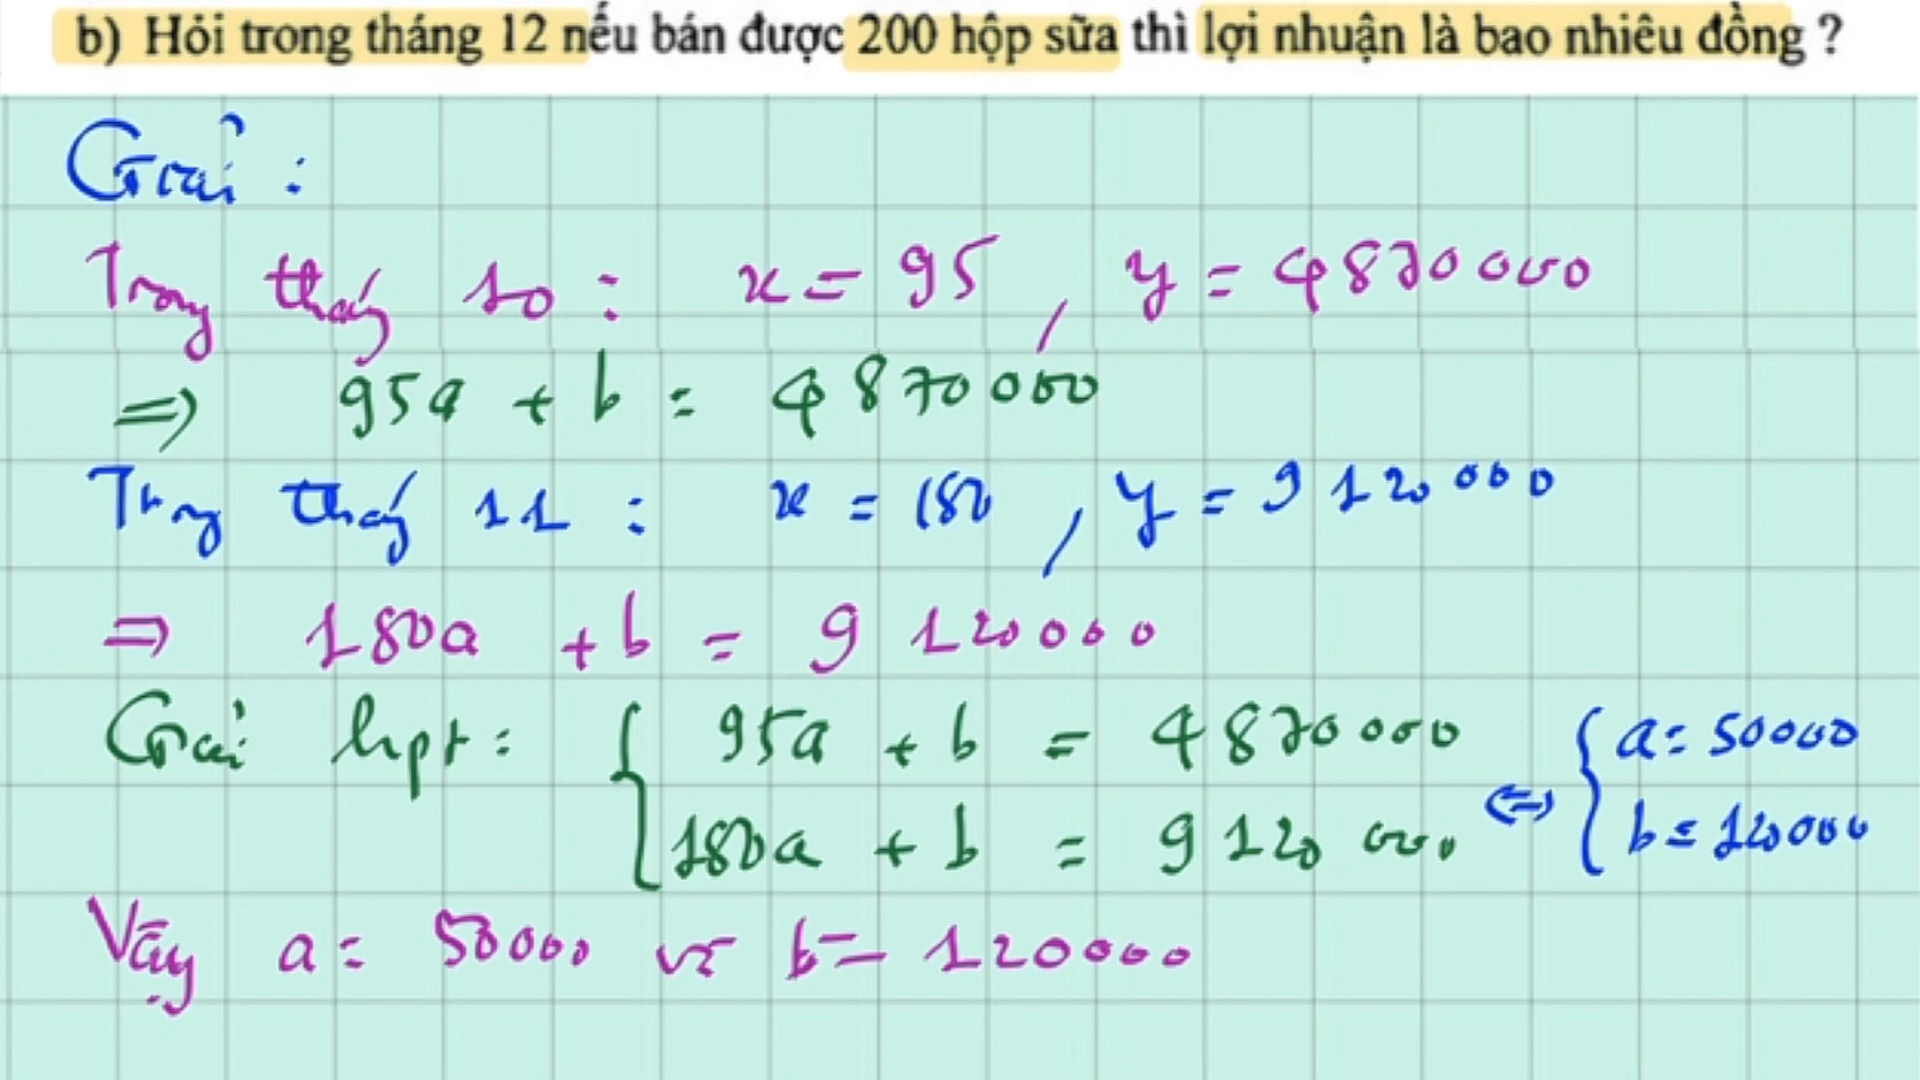 b) Hỏi trong tháng 12 nếu bán được 200 hộp sữa thì lợi nhuận là bao nhiêu đồng ?
Giải :
Trong tháng 10 : x = 95 , y = 4870000
=> 95a + b = 4870000
Trong tháng 11 : x = 180 , y = 9120000
=> 180a + b = 9120000
Giải hpt : { 95a + b = 4870000 <=> { a = 50000
180a + b = 9120000 b = 120000
Vậy a = 50000 và b = 120000